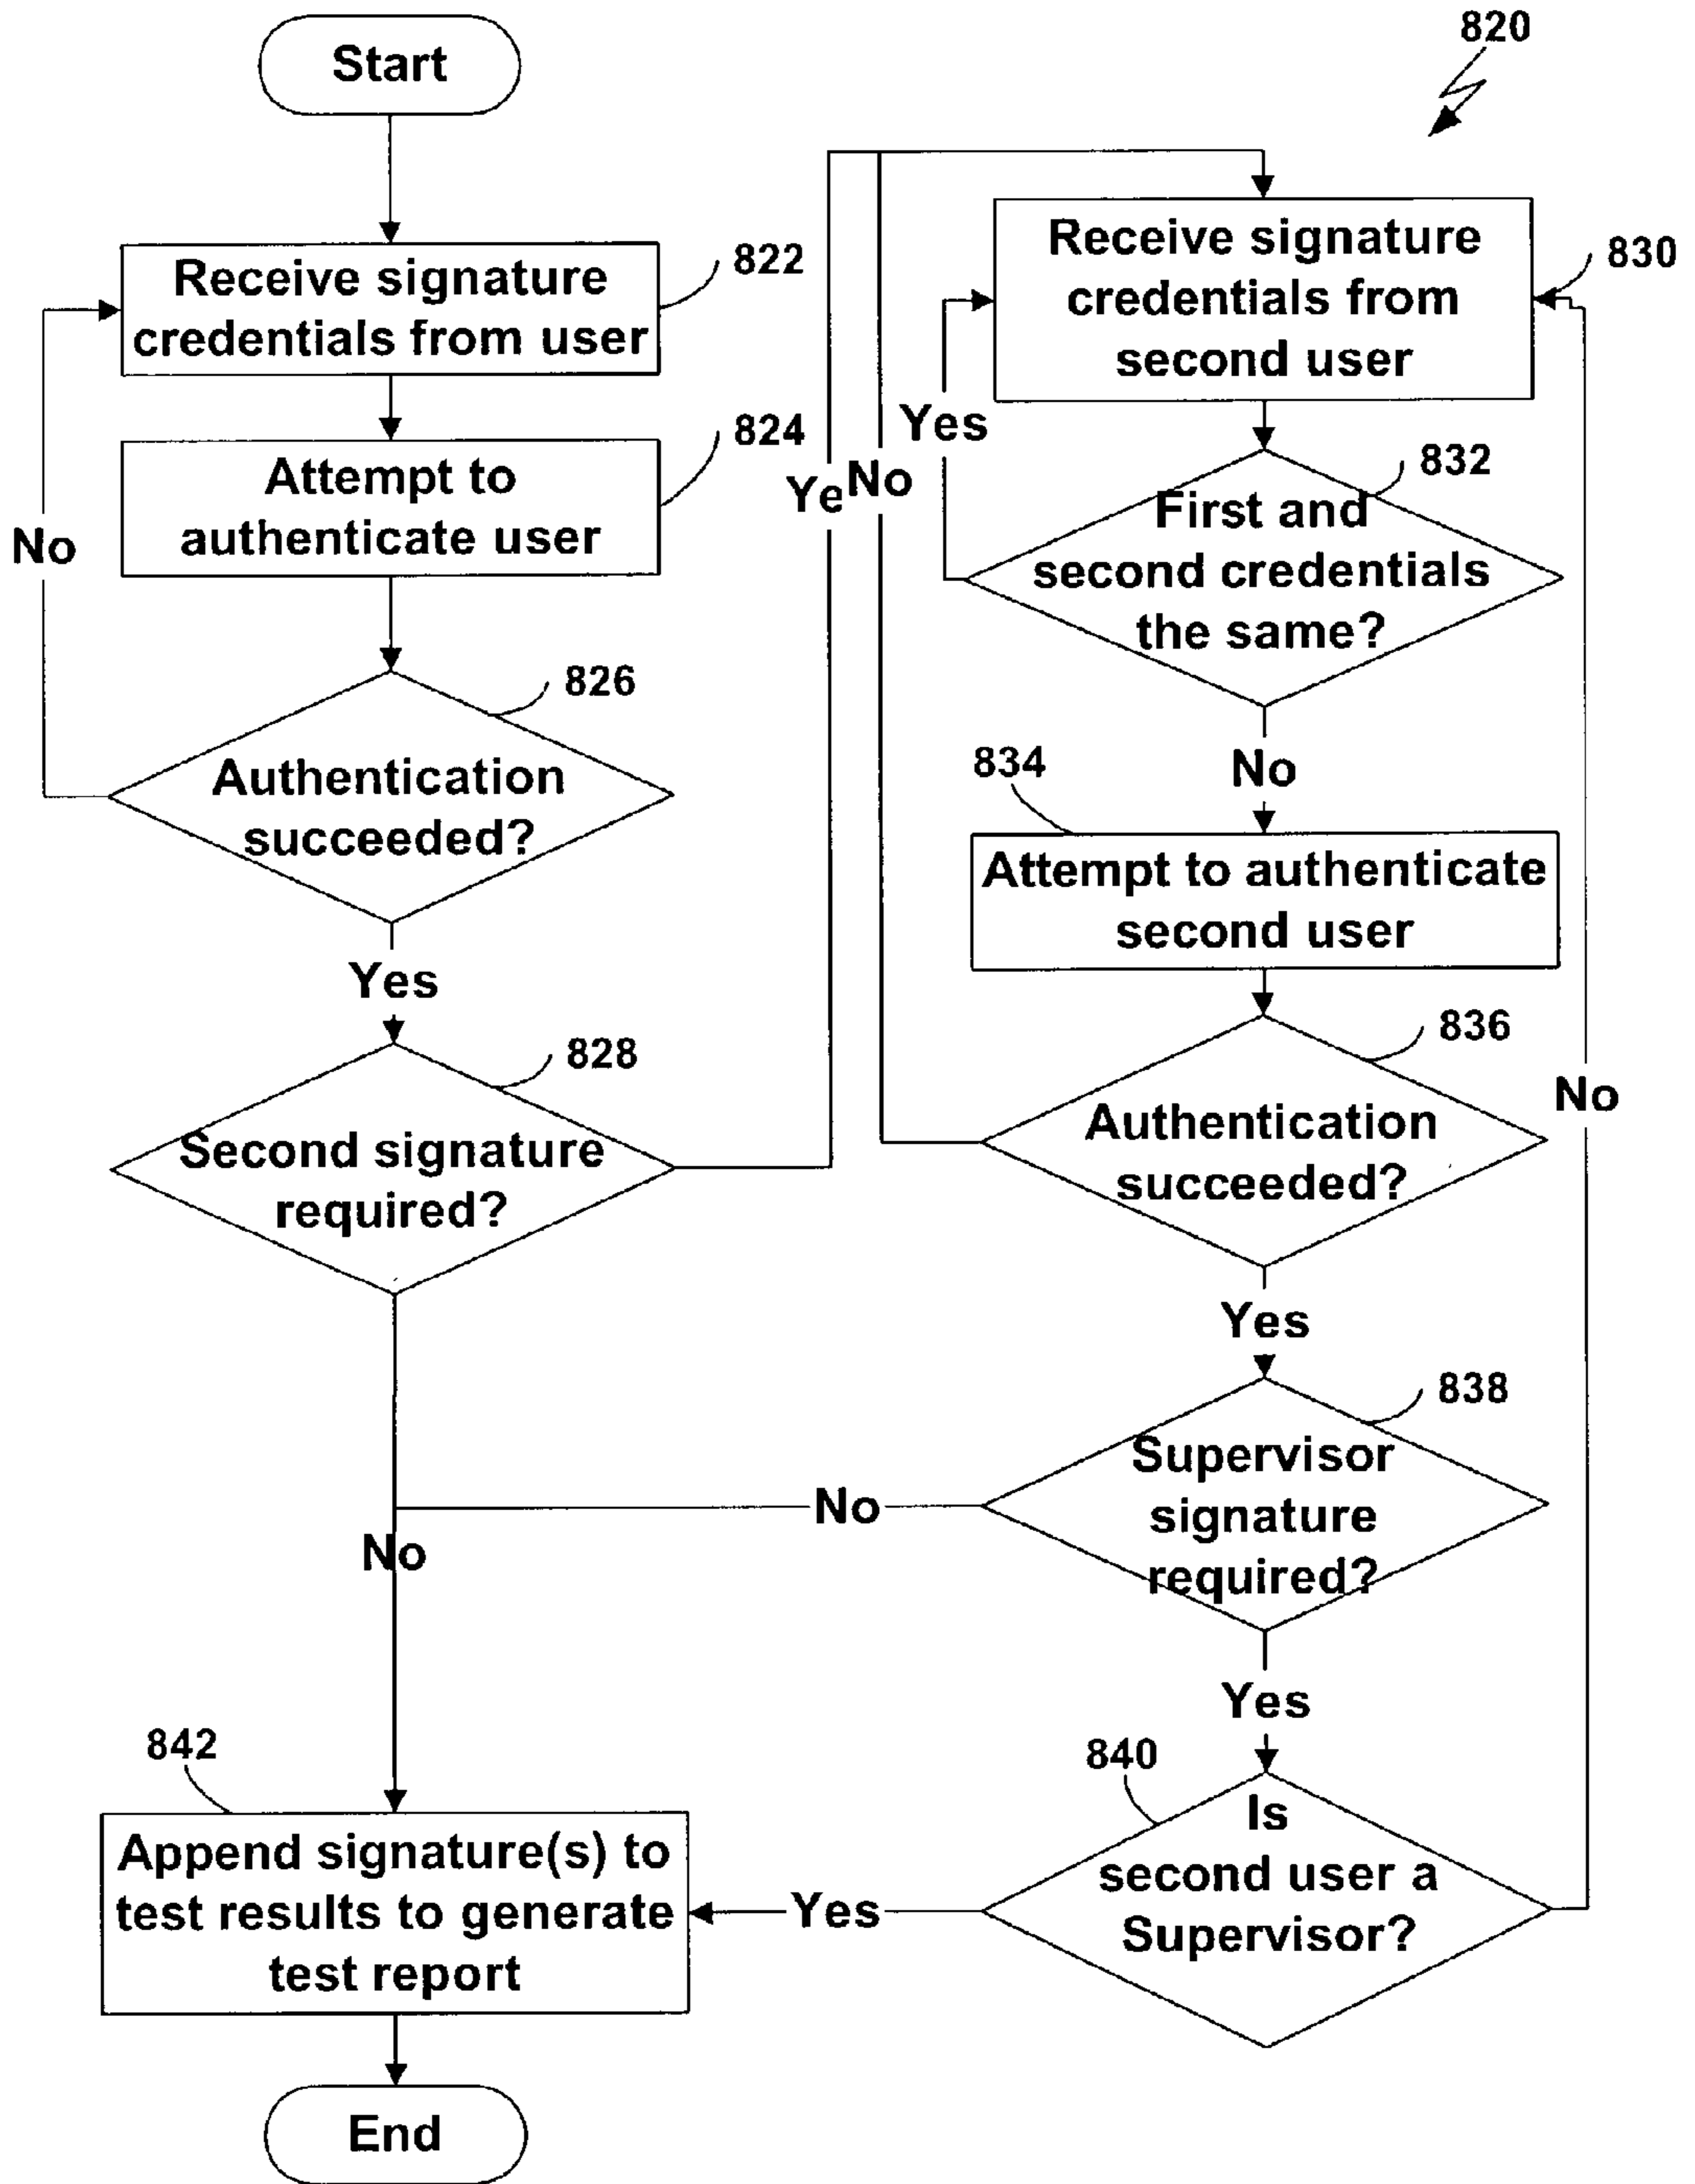 Start
820
Receive signature
credentials from user
822
Attempt to
authenticate user
824
No
Authentication
succeeded?
826
Yes
Second signature
required?
828
Ye
No
Receive signature
credentials from
second user
830
Yes
First and
second credentials
the same?
832
No
834
Attempt to authenticate
second user
Authentication
succeeded?
836
No
Yes
Supervisor
signature
required?
838
No
No
Yes
840
Is
second user a
Supervisor?
Yes
842
Append signature(s) to
test results to generate
test report
End